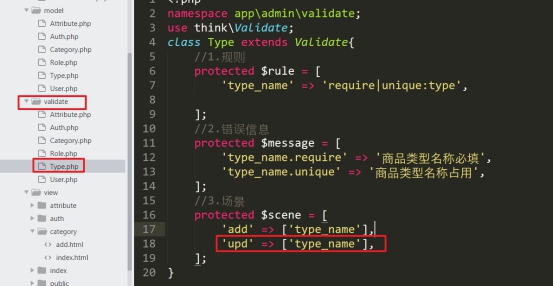 model
Attribute.php
Auth.php
Category.php
Role.php
Type.php
User.php
validate
Attribute.php
Auth.php
Category.php
Role.php
Type.php
User.php
view
attribute
auth
category
<> add.html
<> index.html
index
public
1 <?php
2 namespace app\admin\validate;
3 use think\Validate;
4 class Type extends Validate{
5 //1.规则
6 protected $rule = [
7 'type_name' => 'require|unique:type',
8
9 ];
10 //2.错误信息
11 protected $message = [
12 'type_name.require' => '商品类型名称必填',
13 'type_name.unique' => '商品类型名称占用',
14 ];
15 //3.场景
16 protected $scene = [
17 'add' => ['type_name'],
18 'upd' => ['type_name'],
19 ];
20 }